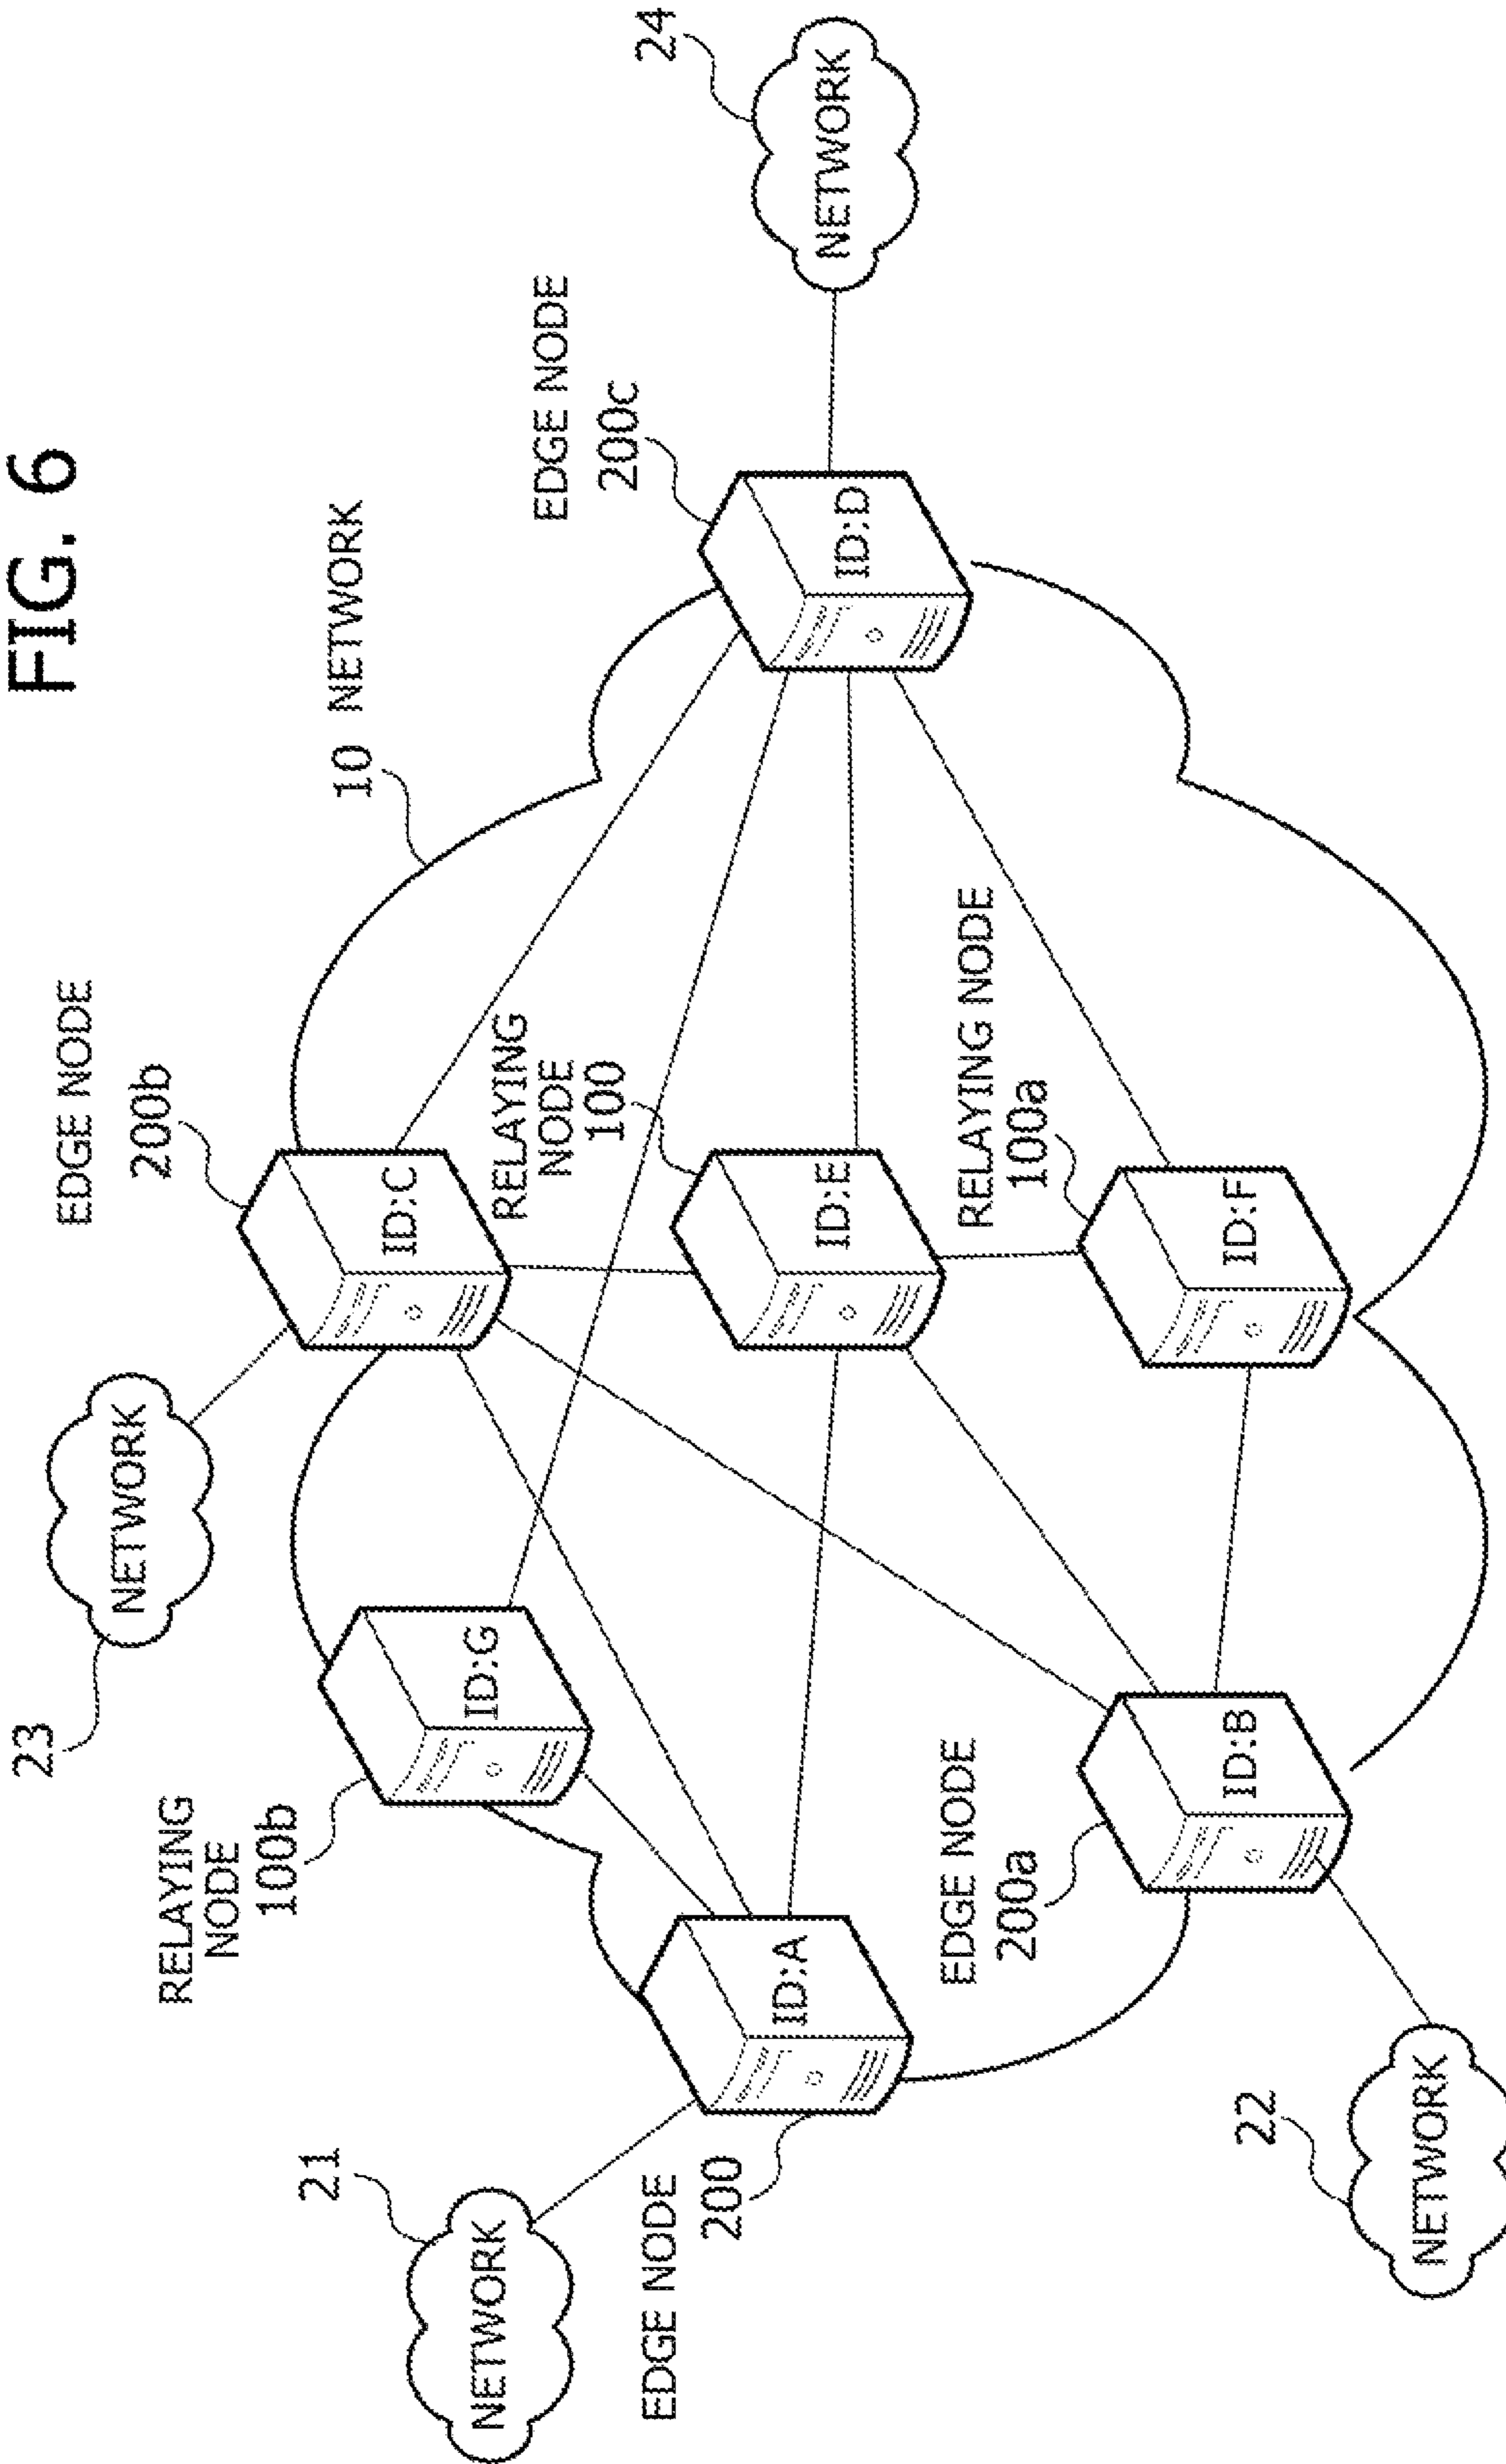 FIG. 6
23
NETWORK
EDGE NODE
200b
10 NETWORK
RELAYING
NODE
100b
ID:G
ID:C
21
NETWORK
RELAYING
NODE
100
EDGE NODE
200c
24
NETWORK
EDGE NODE
200
ID:A
ID:E
ID:D
EDGE NODE
200a
RELAYING NODE
100a
ID:B
ID:F
22
NETWORK